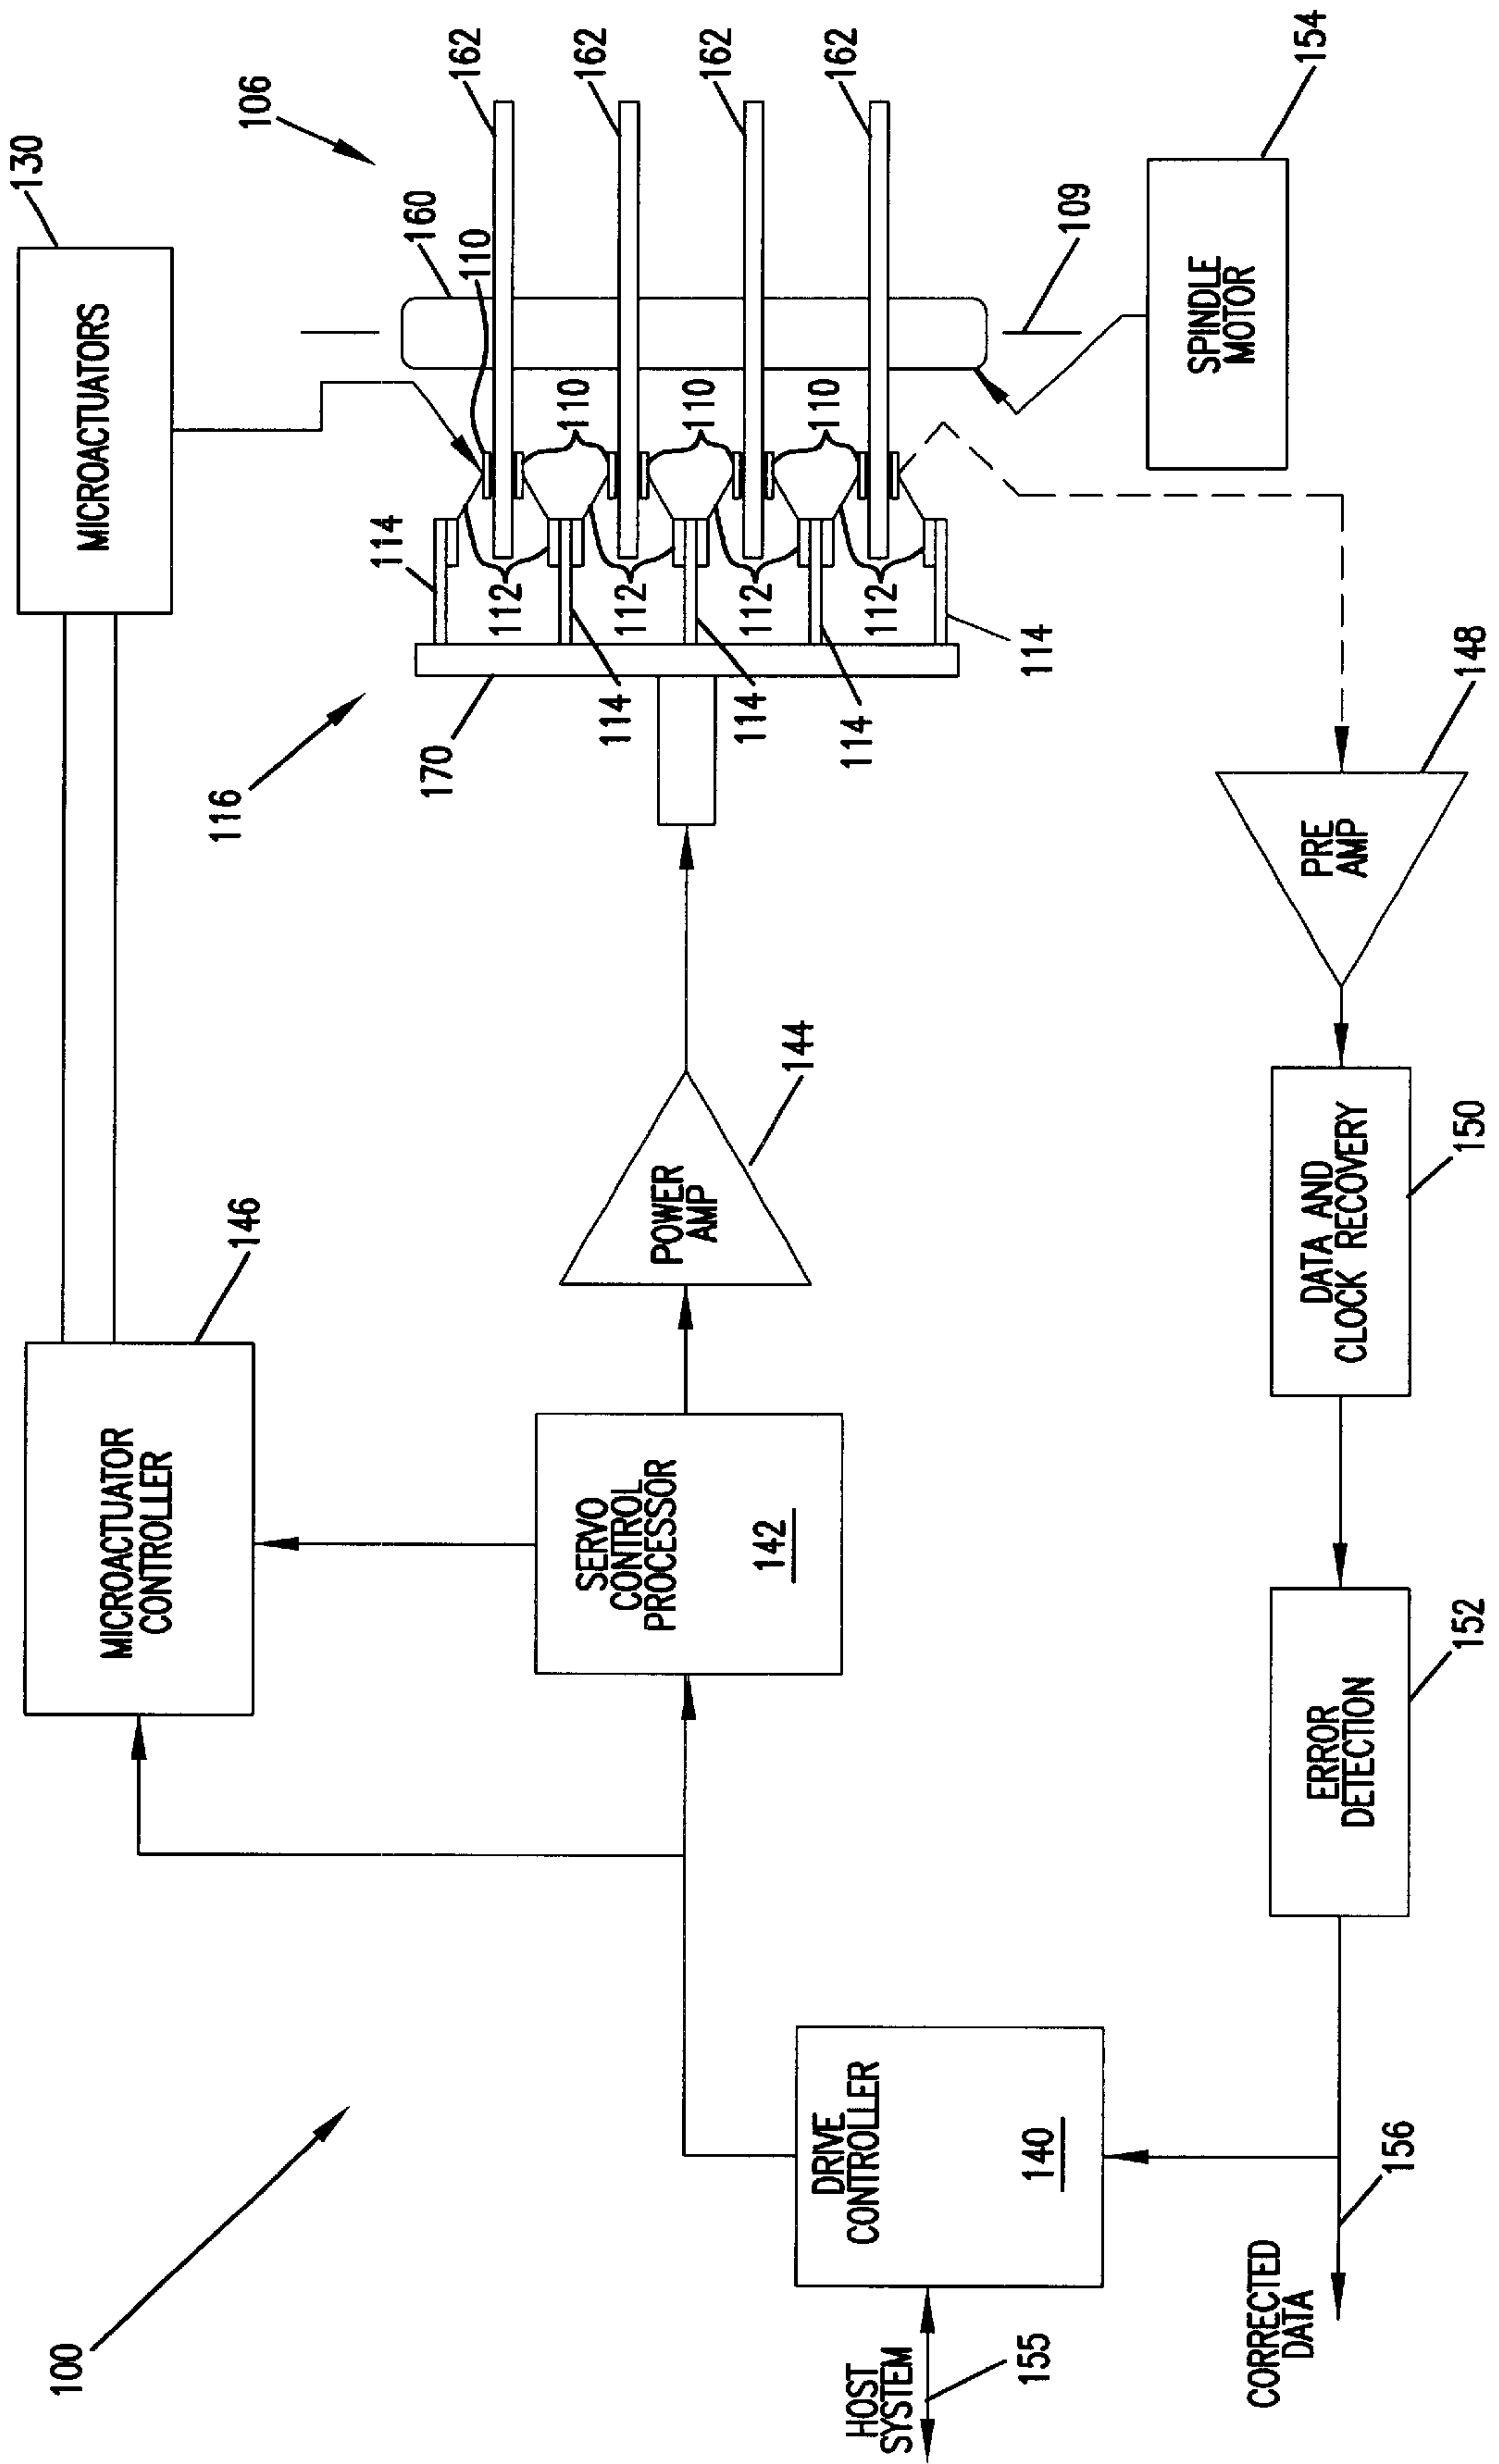 100
HOST
SYSTEM
155
DRIVE
CONTROLLER
140
CORRECTED
DATA
156
MICROACTUATOR
CONTROLLER
146
SERVO
CONTROL
PROCESSOR
142
ERROR
DETECTION
152
POWER
AMP
144
DATA AND
CLOCK RECOVERY
150
PRE
AMP
148
116
170
114
114
114
114
114
112
112
112
112
110
110
110
110
MICROACTUATORS
130
106
160
162
162
162
162
109
SPINDLE
MOTOR
154